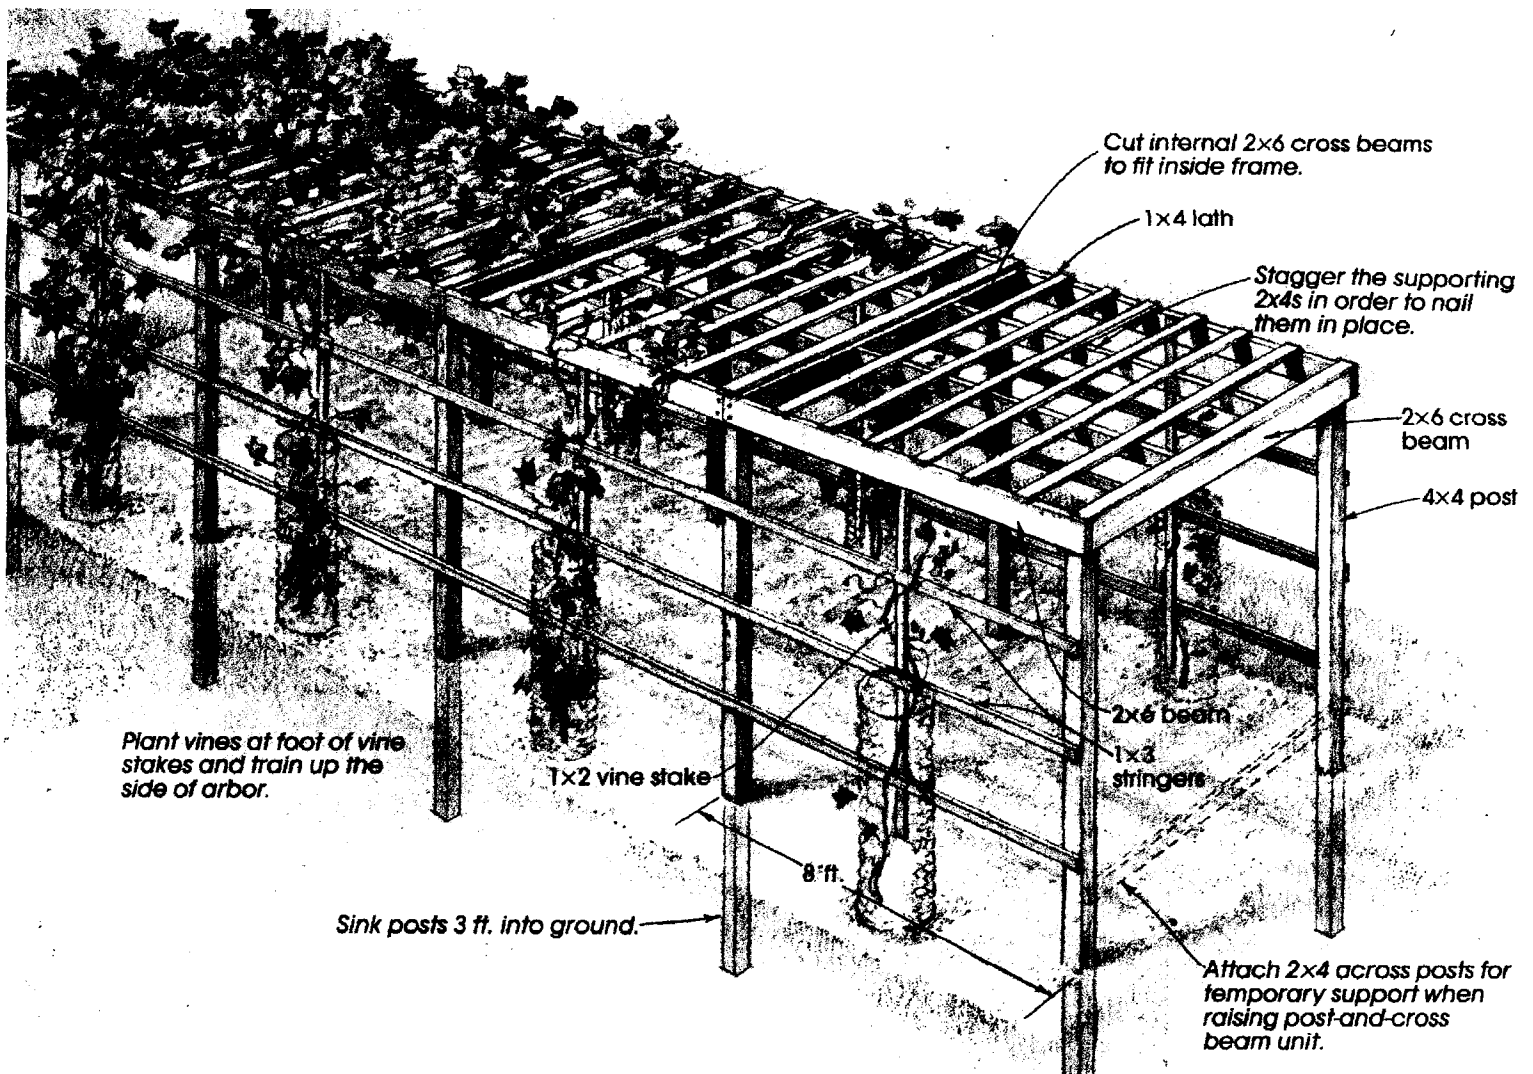 Cut internal 2×6 cross beams
to fit inside frame.
1×4 lath
Stagger the supporting
2x4s in order to nail
them in place.
2×6 cross
beam
4×4 post
2×6 beam
1×3
stringers
Plant vines at foot of vine
stakes and train up the
side of arbor.
1×2 vine stake
8 ft.
Sink posts 3 ft. into ground.
Attach 2×4 across posts for
temporary support when
raising post-and-cross
beam unit.